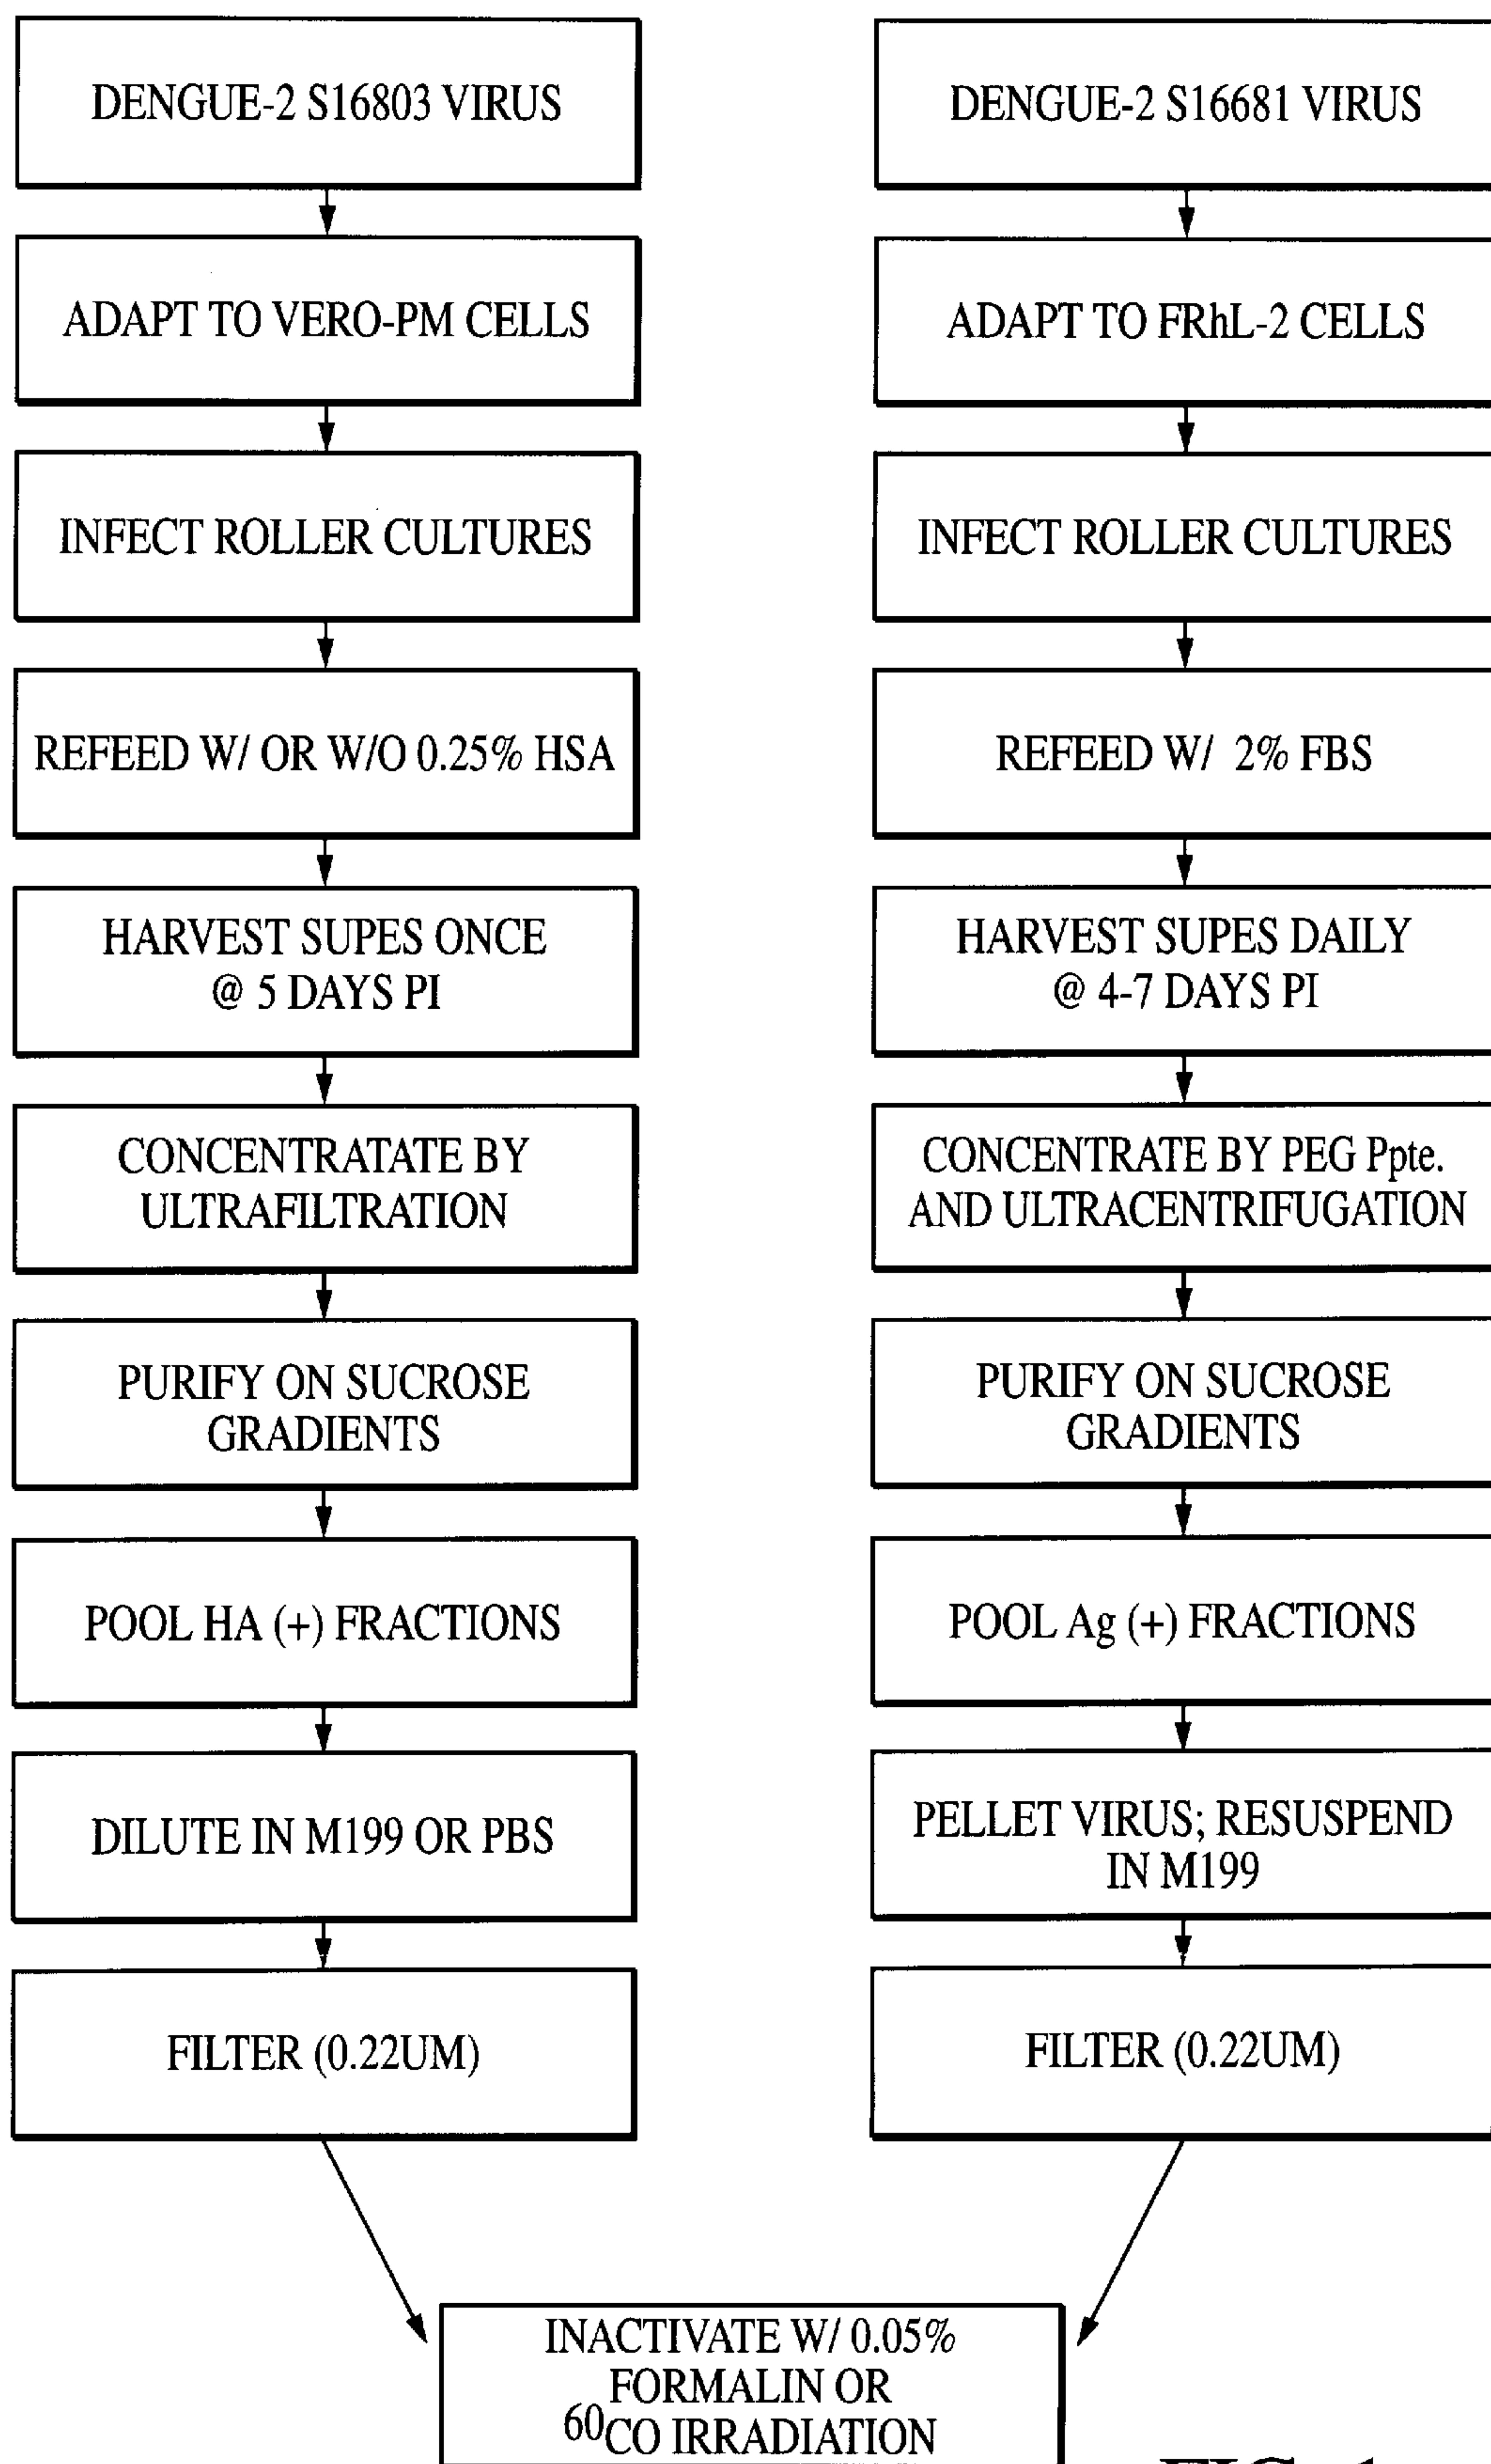 DENGUE-2 S16803 VIRUS
ADAPT TO VERO-PM CELLS
INFECT ROLLER CULTURES
REFEED W/ OR W/O 0.25% HSA
HARVEST SUPES ONCE
@ 5 DAYS PI
CONCENTRATATE BY
ULTRAFILTRATION
PURIFY ON SUCROSE
GRADIENTS
POOL HA (+) FRACTIONS
DILUTE IN M199 OR PBS
FILTER (0.22UM)
DENGUE-2 S16681 VIRUS
ADAPT TO FRhL-2 CELLS
INFECT ROLLER CULTURES
REFEED W/ 2% FBS
HARVEST SUPES DAILY
@ 4-7 DAYS PI
CONCENTRATE BY PEG Ppte.
AND ULTRACENTRIFUGATION
PURIFY ON SUCROSE
GRADIENTS
POOL Ag (+) FRACTIONS
PELLET VIRUS; RESUSPEND
IN M199
FILTER (0.22UM)
INACTIVATE W/ 0.05%
FORMALIN OR
60CO IRRADIATION